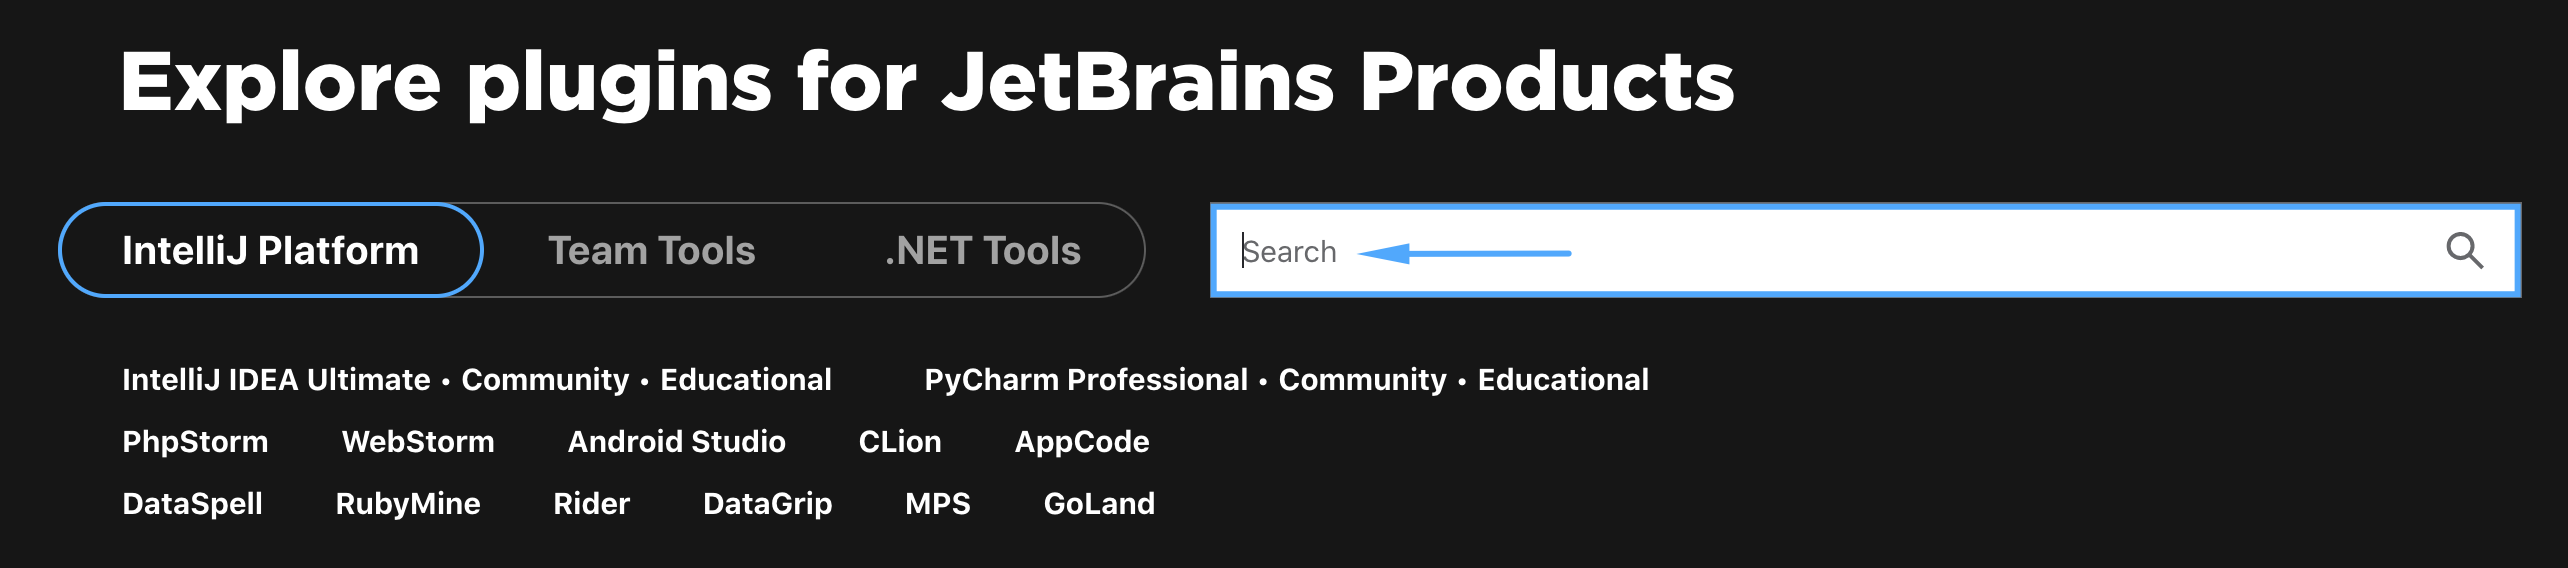 Explore plugins for JetBrains Products
IntelliJ Platform Team Tools .NET Tools Search
IntelliJ IDEA Ultimate • Community • Educational PyCharm Professional • Community • Educational
PhpStorm WebStorm Android Studio CLion AppCode
DataSpell RubyMine Rider DataGrip MPS GoLand